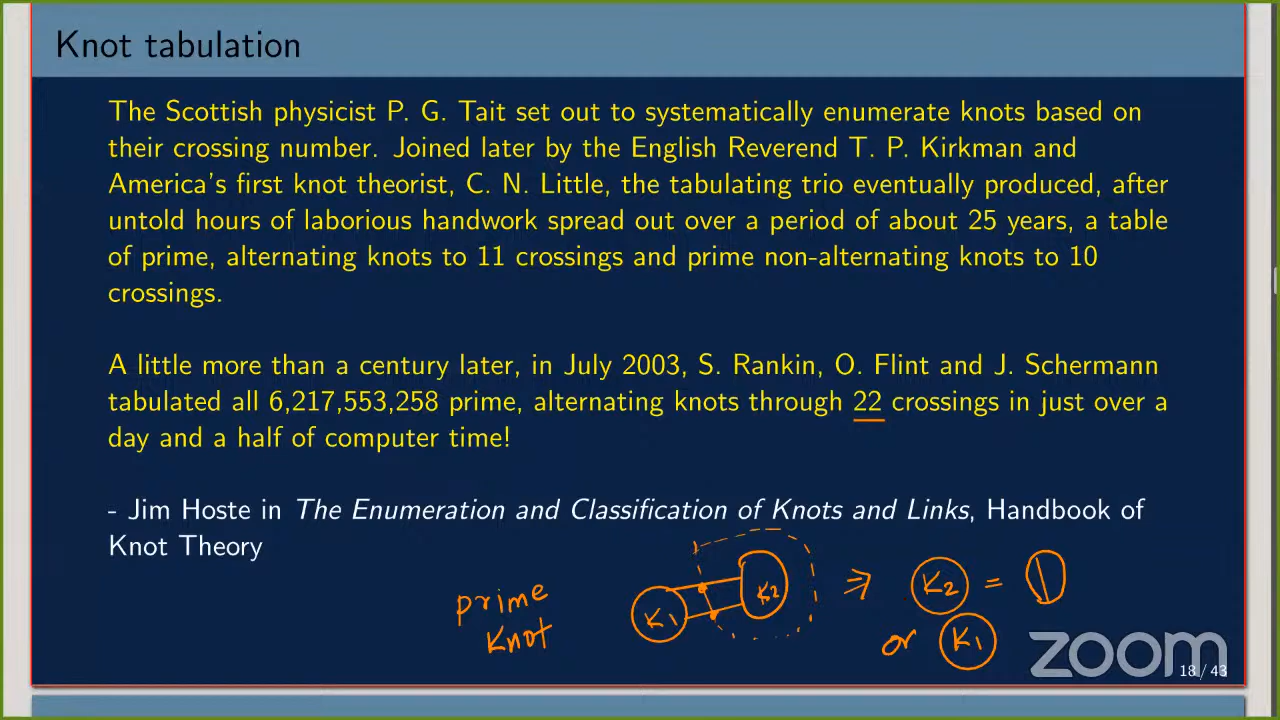 Knot tabulation
The Scottish physicist P. G. Tait set out to systematically enumerate knots based on
their crossing number. Joined later by the English Reverend T. P. Kirkman and
America's first knot theorist, C. N. Little, the tabulating trio eventually produced, after
untold hours of laborious handwork spread out over a period of about 25 years, a table
of prime, alternating knots to 11 crossings and prime non-alternating knots to 10
crossings.
A little more than a century later, in July 2003, S. Rankin, O. Flint and J. Schermann
tabulated all 6,217,553,258 prime, alternating knots through 22 crossings in just over a
day and a half of computer time!
- Jim Hoste in The Enumeration and Classification of Knots and Links, Handbook of
Knot Theory
prime
Knot
K1 K2 ⇒ K2 =
or K1
zoom
18 / 43